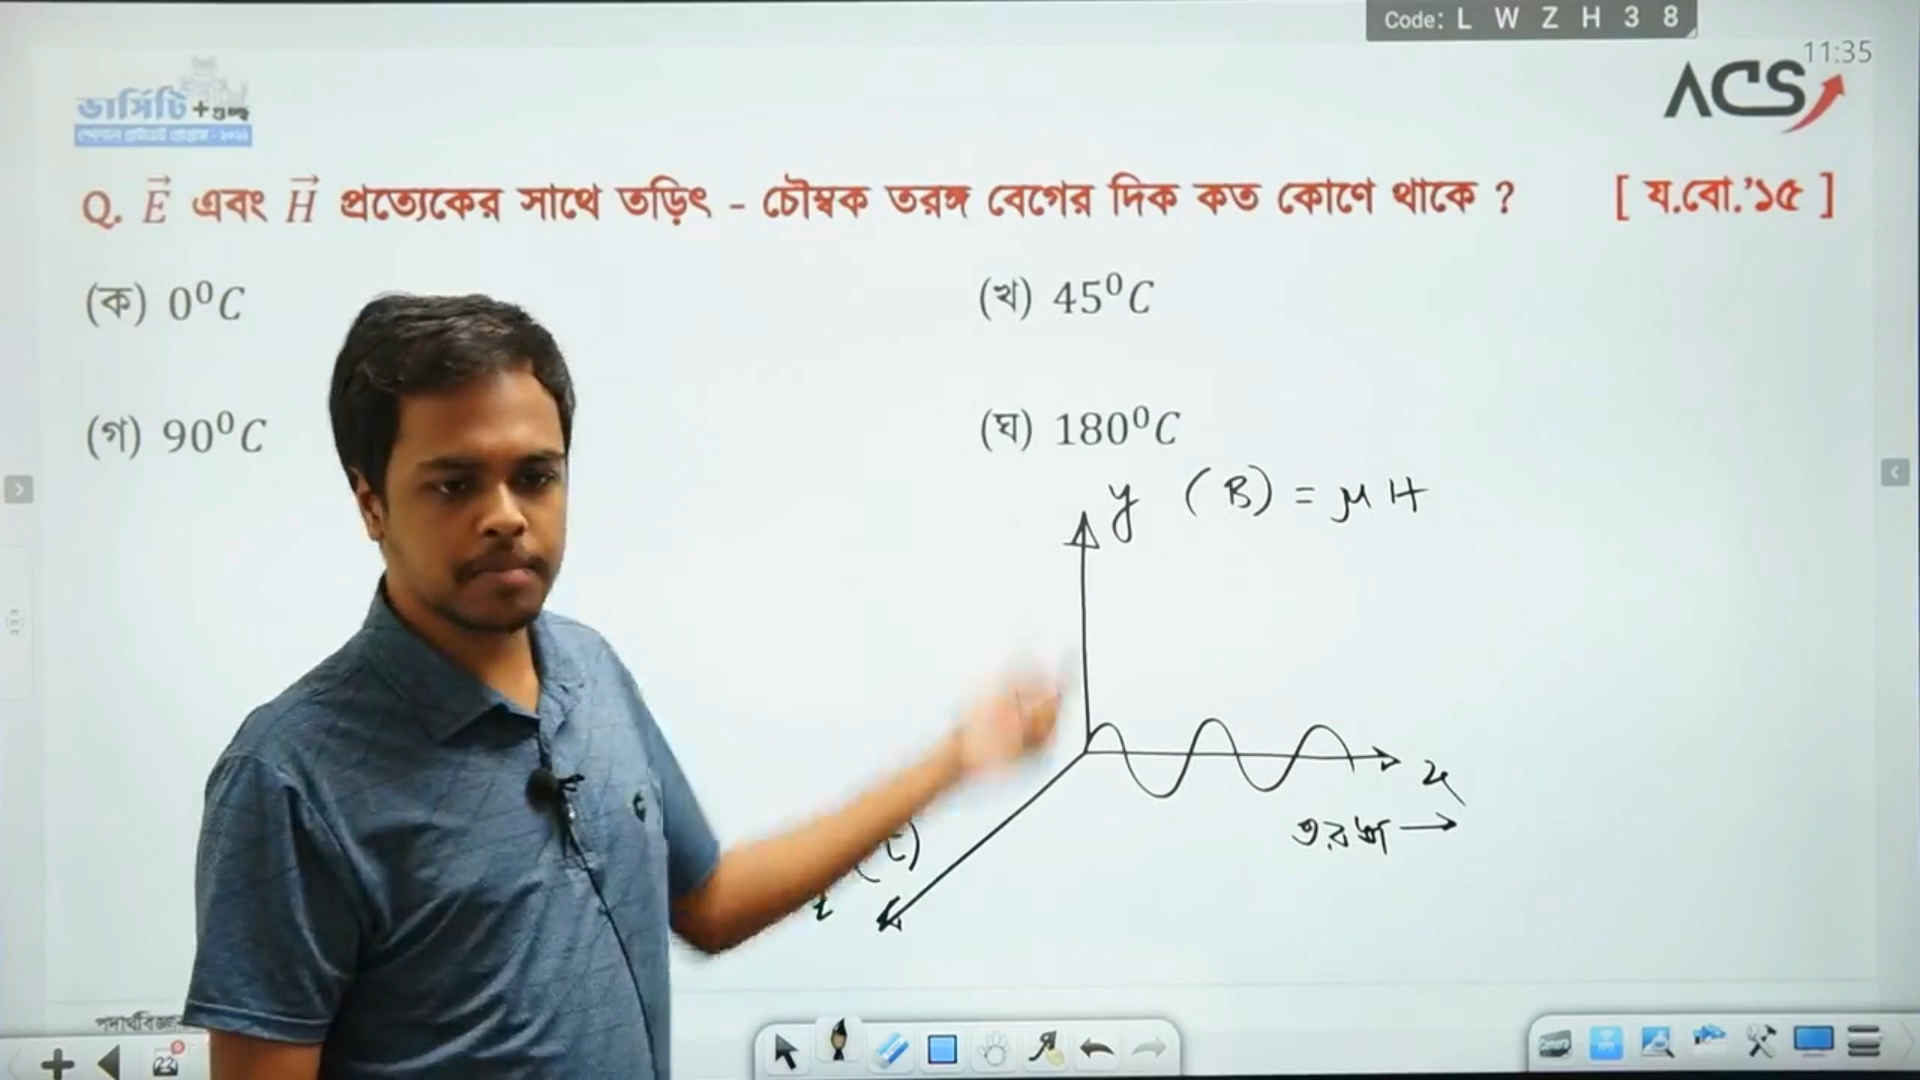 Code: L W Z H 3 8
11:35
ভার্সিটি +গুচ্ছ
ACS
Q. E⃗ এবং H⃗ প্রত্যেকের সাথে তড়িৎ - চৌম্বক তরঙ্গ বেগের দিক কত কোণে থাকে ? [ য.বো.'১৫ ]
(ক) 0⁰C (খ) 45⁰C
(গ) 90⁰C (ঘ) 180⁰C
y (B) = μH
x
তরঙ্গ →
22